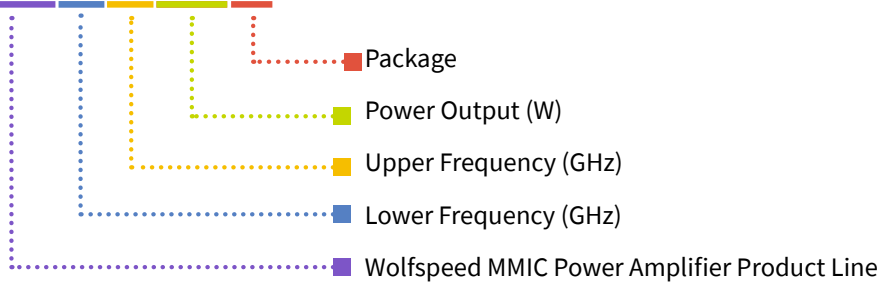 Package
Power Output (W)
Upper Frequency (GHz)
Lower Frequency (GHz)
Wolfspeed MMIC Power Amplifier Product Line